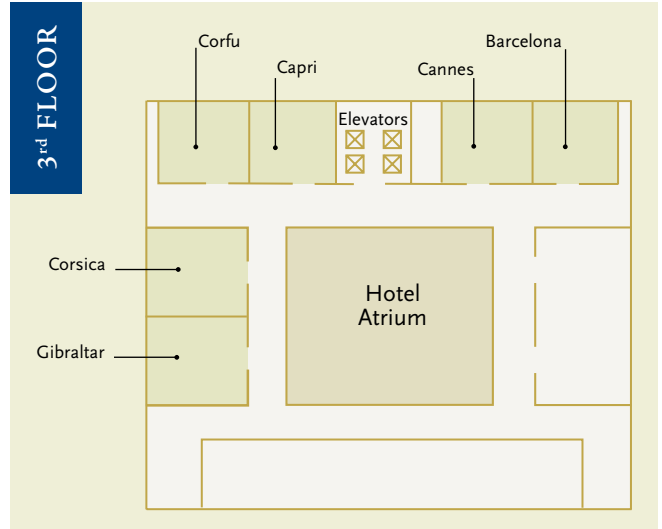 3rd FLOOR
Corfu
Capri
Cannes
Barcelona
Elevators
Corsica
Gibraltar
Hotel
Atrium